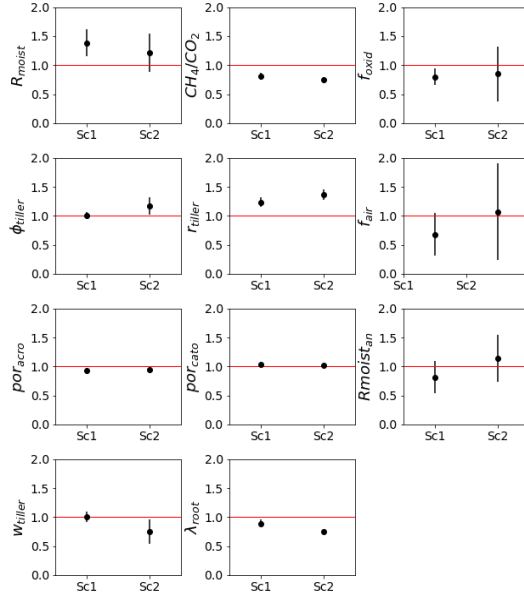 2.0 1.5 1.0 0.5 0.0 R_moist Sc1 Sc2
2.0 1.5 1.0 0.5 0.0 CH_4/CO_2 Sc1 Sc2
2.0 1.5 1.0 0.5 0.0 f_oxid Sc1 Sc2
2.0 1.5 1.0 0.5 0.0 ϕ_tiller Sc1 Sc2
2.0 1.5 1.0 0.5 0.0 r_tiller Sc1 Sc2
2.0 1.5 1.0 0.5 0.0 f_air Sc1 Sc2
2.0 1.5 1.0 0.5 0.0 por_acro Sc1 Sc2
2.0 1.5 1.0 0.5 0.0 por_cato Sc1 Sc2
2.0 1.5 1.0 0.5 0.0 Rmoist_an Sc1 Sc2
2.0 1.5 1.0 0.5 0.0 w_tiller Sc1 Sc2
2.0 1.5 1.0 0.5 0.0 λ_root Sc1 Sc2